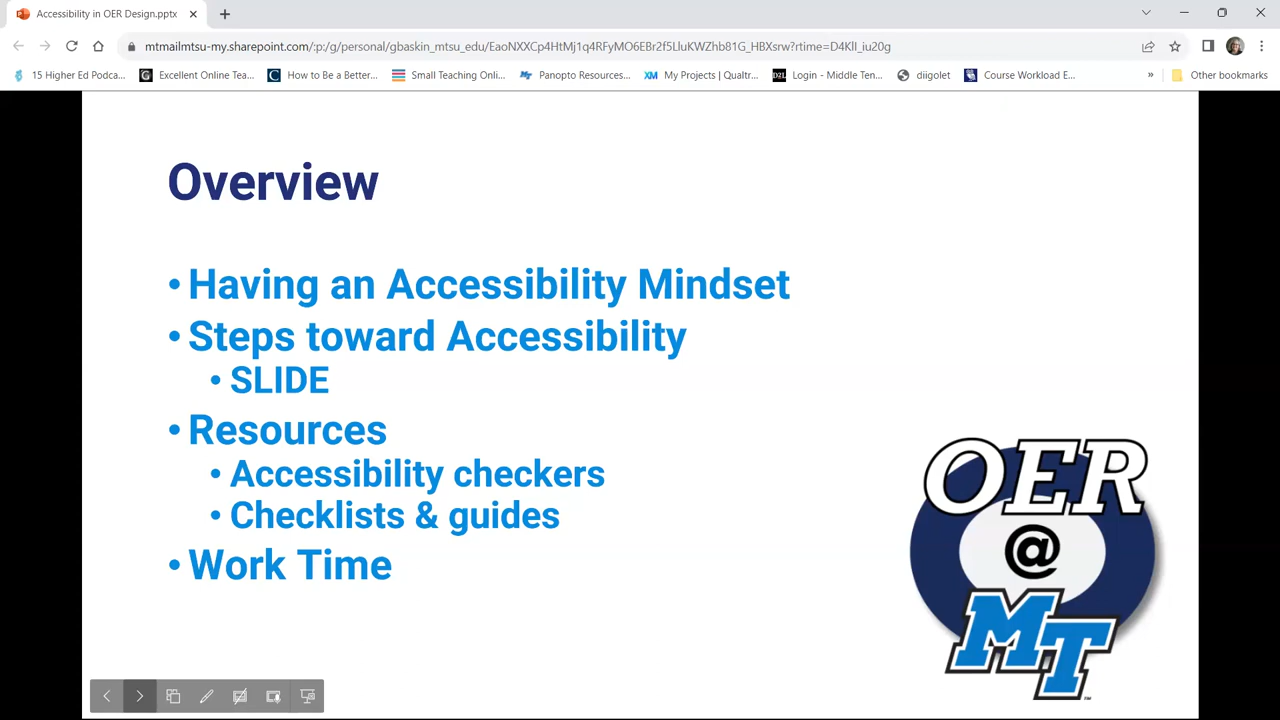 Accessibility in OER Design.pptx
mtmailmtsu-my.sharepoint.com/:p:/g/personal/gbaskin_mtsu_edu/EaoNXXCp4HtMj1q4RFyMO6EBr2f5LluKWZhb81G_HBXsrw?rtime=D4KlI_iu20g
15 Higher Ed Podca... Excellent Online Tea... How to Be a Better... Small Teaching Onli... Panopto Resources... My Projects | Qualtr... Login - Middle Ten... diigolet Course Workload E... » Other bookmarks
Overview
• Having an Accessibility Mindset
• Steps toward Accessibility
• SLIDE
• Resources
• Accessibility checkers
• Checklists & guides
• Work Time
OER
@
MT